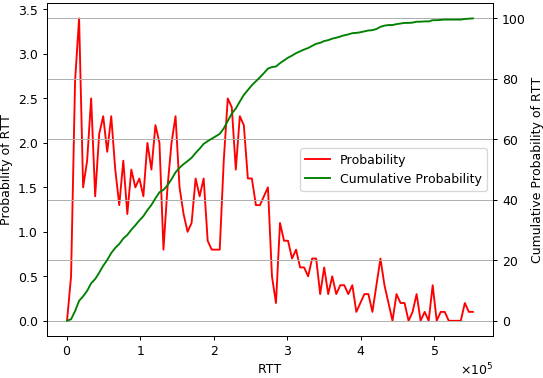 3.5
3.0
2.5
2.0
1.5
1.0
0.5
0.0
Probability of RTT
100
80
60
40
20
0
Cumulative Probability of RTT
Probability
Cumulative Probability
0 1 2 3 4 5
RTT
×10⁵